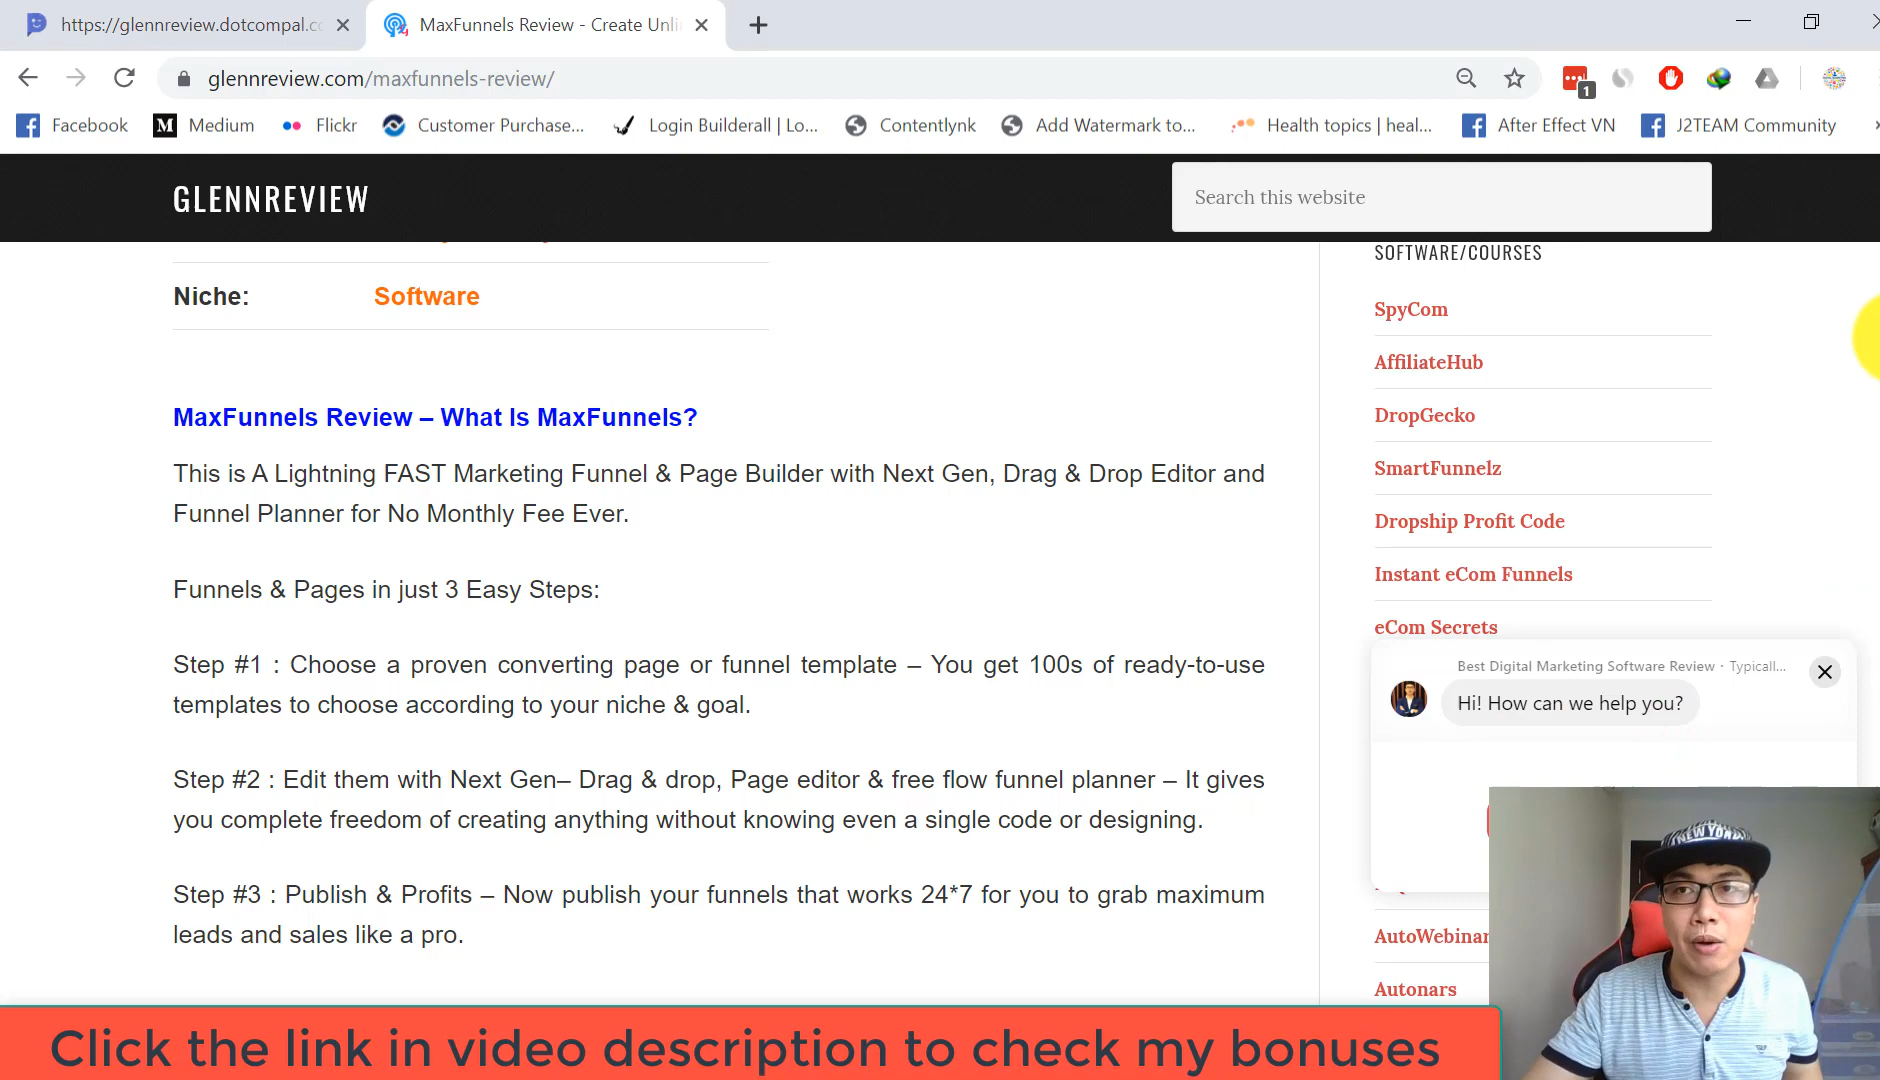 https://glennreview.dotcompal.co
MaxFunnels Review - Create Unli
glennreview.com/maxfunnels-review/
1
Facebook
Medium
Flickr
Customer Purchase...
Login Builderall | Lo...
Contentlynk
Add Watermark to...
Health topics | heal...
After Effect VN
J2TEAM Community
GLENNREVIEW
Search this website
Niche:
Software
MaxFunnels Review – What Is MaxFunnels?
This is A Lightning FAST Marketing Funnel & Page Builder with Next Gen, Drag & Drop Editor and
Funnel Planner for No Monthly Fee Ever.
Funnels & Pages in just 3 Easy Steps:
Step #1 : Choose a proven converting page or funnel template – You get 100s of ready-to-use
templates to choose according to your niche & goal.
Step #2 : Edit them with Next Gen– Drag & drop, Page editor & free flow funnel planner – It gives
you complete freedom of creating anything without knowing even a single code or designing.
Step #3 : Publish & Profits – Now publish your funnels that works 24*7 for you to grab maximum
leads and sales like a pro.
SOFTWARE/COURSES
SpyCom
AffiliateHub
DropGecko
SmartFunnelz
Dropship Profit Code
Instant eCom Funnels
eCom Secrets
Best Digital Marketing Software Review · Typicall...
Hi! How can we help you?
AutoWebinar
Autonars
NEW YORK
Click the link in video description to check my bonuses